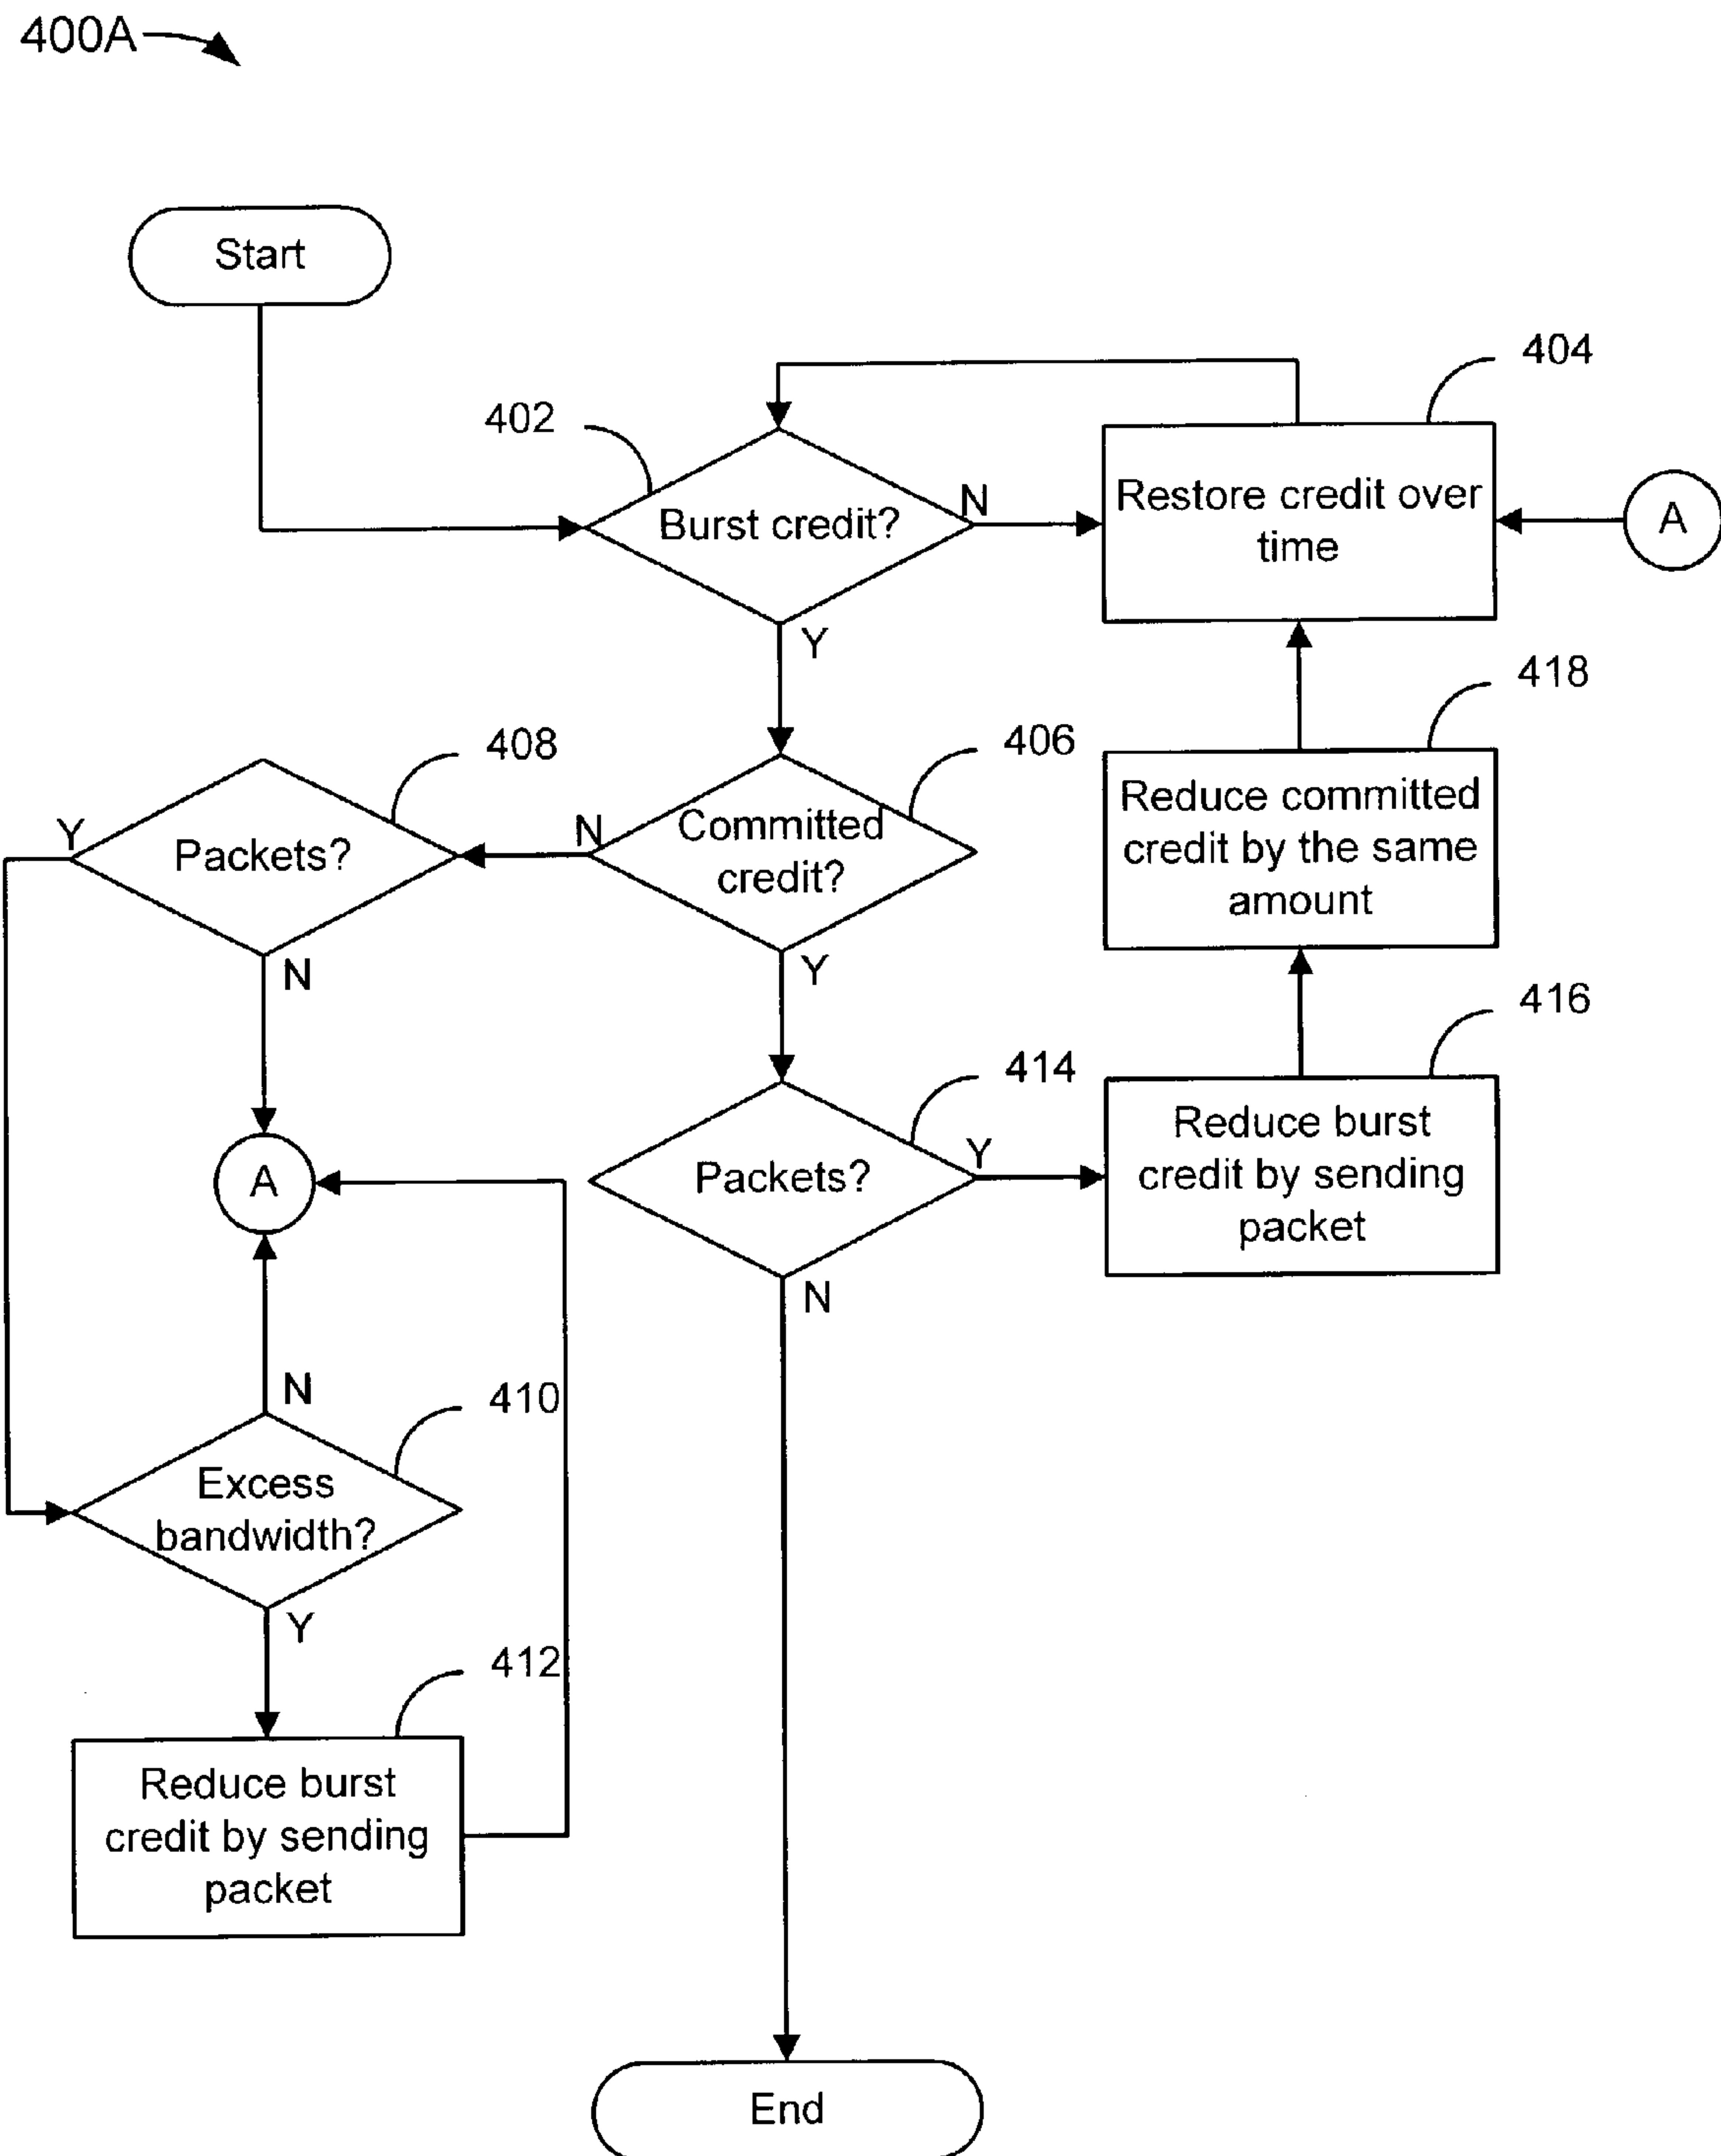 400A
Start
404
402
Burst credit?
N
Restore credit over
time
A
Y
418
408
406
Y
Packets?
N
Committed
credit?
Reduce committed
credit by the same
amount
N
Y
416
414
A
Packets?
Y
Reduce burst
credit by sending
packet
N
N
410
Excess
bandwidth?
Y
412
Reduce burst
credit by sending
packet
End